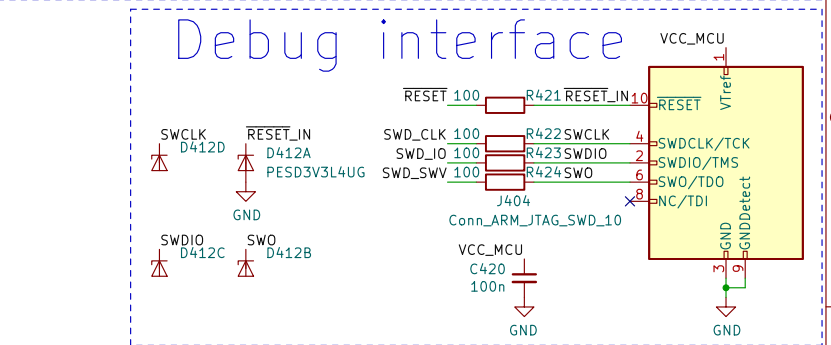 Debug interface
VCC_MCU
1
VTref
RESET 100 R421 RESET_IN 10 RESET
SWD_CLK 100 R422 SWCLK 4 SWDCLK/TCK
SWD_IO 100 R423 SWDIO 2 SWDIO/TMS
SWD_SWV 100 R424 SWO 6 SWO/TDO
8 NC/TDI
J404
Conn_ARM_JTAG_SWD_10
GND
GNDDetect
3
9
GND
SWCLK
D412D
RESET_IN
D412A
PESD3V3L4UG
GND
SWDIO
D412C
SWO
D412B
VCC_MCU
C420
100n
GND